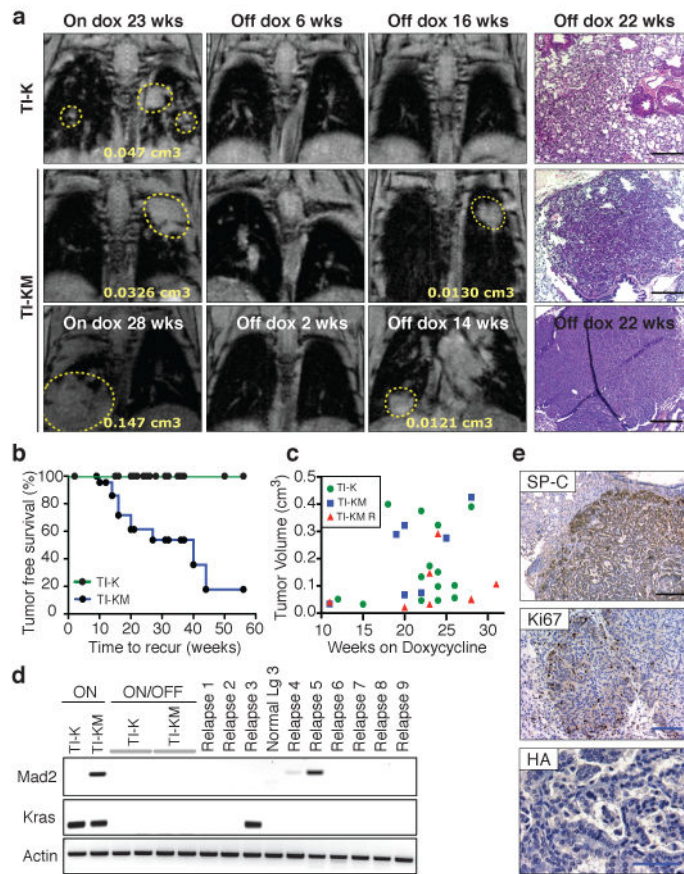 a
On dox 23 wks
Off dox 6 wks
Off dox 16 wks
Off dox 22 wks
TI-K
0.047 cm3
TI-KM
0.0326 cm3
0.0130 cm3
On dox 28 wks
Off dox 2 wks
Off dox 14 wks
Off dox 22 wks
0.147 cm3
0.0121 cm3
b
Tumor free survival (%)
100
80
60
40
20
0
TI-K
TI-KM
0 10 20 30 40 50 60
Time to recur (weeks)
c
Tumor Volume (cm3)
0.5
0.4
0.3
0.2
0.1
0.0
TI-K
TI-KM
TI-KM R
10 15 20 25 30
Weeks on Doxycycline
d
ON
ON/OFF
TI-K
TI-KM
TI-K
TI-KM
Relapse 1
Relapse 2
Relapse 3
Normal Lg 3
Relapse 4
Relapse 5
Relapse 6
Relapse 7
Relapse 8
Relapse 9
Mad2
Kras
Actin
e
SP-C
Ki67
HA